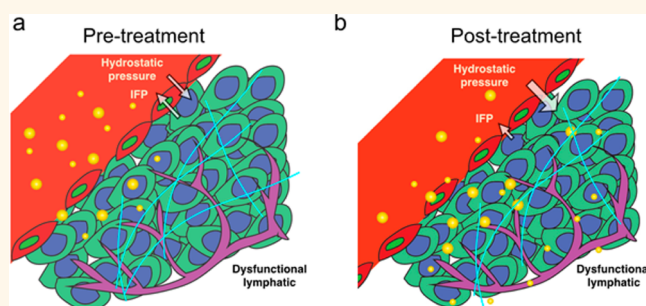 a
Pre-treatment
Hydrostatic
pressure
IFP
Dysfunctional
lymphatic
b
Post-treatment
Hydrostatic
pressure
IFP
Dysfunctional
lymphatic